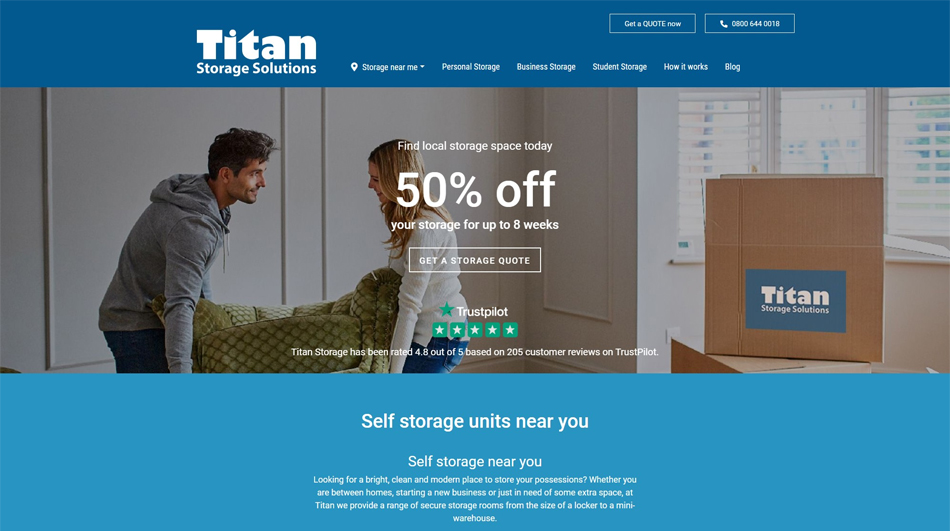 Get a QUOTE now
0800 644 0018
Titan
Storage Solutions
Storage near me
Personal Storage
Business Storage
Student Storage
How it works
Blog
Find local storage space today
50% off
your storage for up to 8 weeks
GET A STORAGE QUOTE
Trustpilot
Titan Storage has been rated 4.8 out of 5 based on 205 customer reviews on TrustPilot.
Titan
Storage Solutions
Self storage units near you
Self storage near you
Looking for a bright, clean and modern place to store your possessions? Whether you
are between homes, starting a new business or just in need of some extra space, at
Titan we provide a range of secure storage rooms from the size of a locker to a mini-
warehouse.